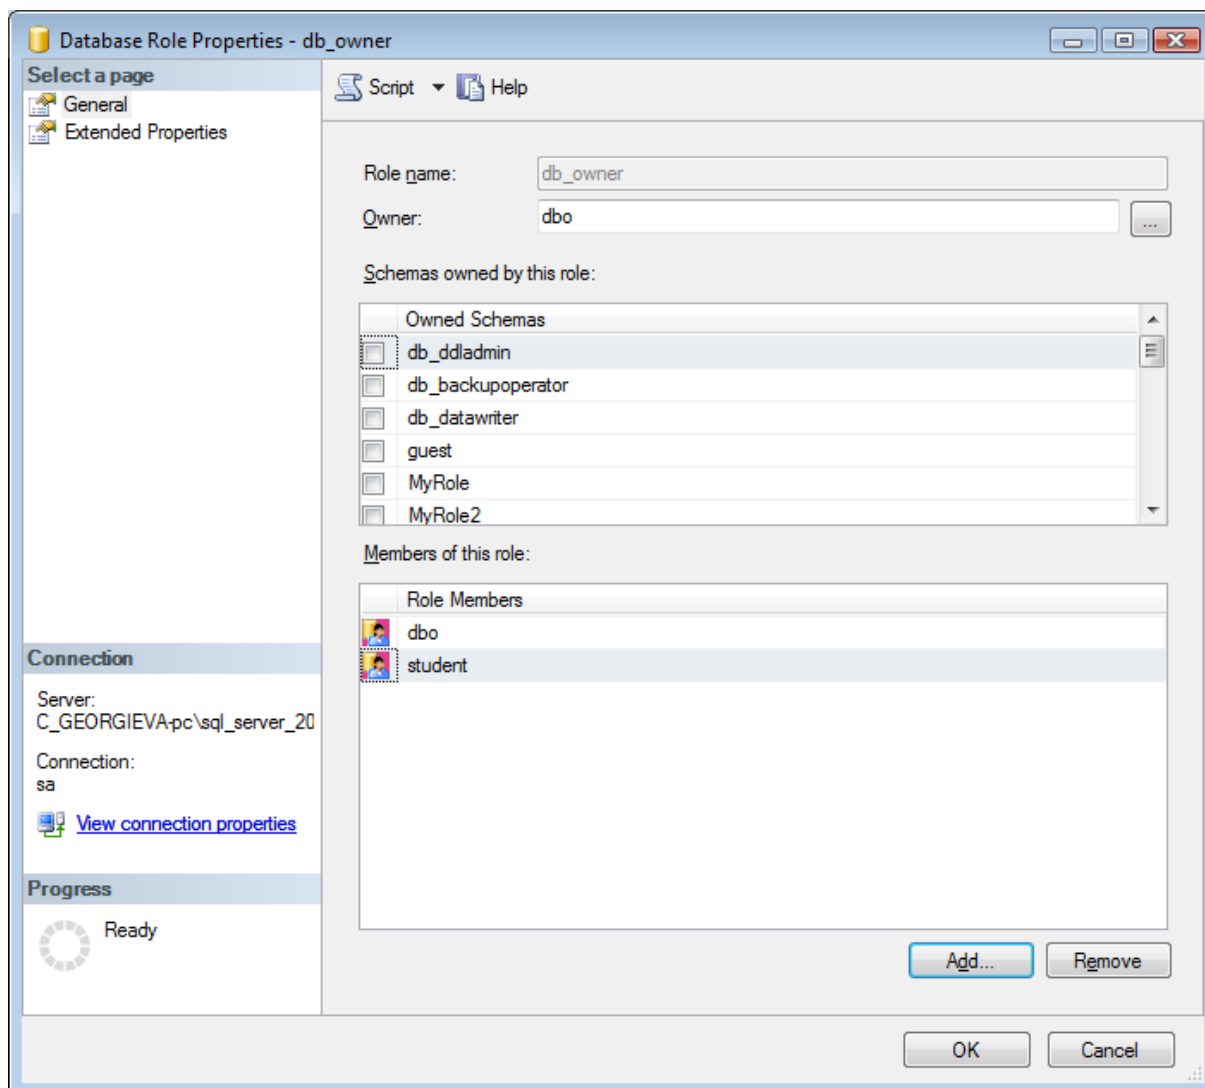 Database Role Properties - db_owner
Select a page
General
Extended Properties
Script
Help
Role name:
db_owner
Owner:
dbo
...
Schemas owned by this role:
Owned Schemas
db_ddladmin
db_backupoperator
db_datawriter
guest
MyRole
MyRole2
Members of this role:
Role Members
dbo
student
Connection
Server:
C_GEORGIEVA-pc\sql_server_20
Connection:
sa
View connection properties
Progress
Ready
Add...
Remove
OK
Cancel